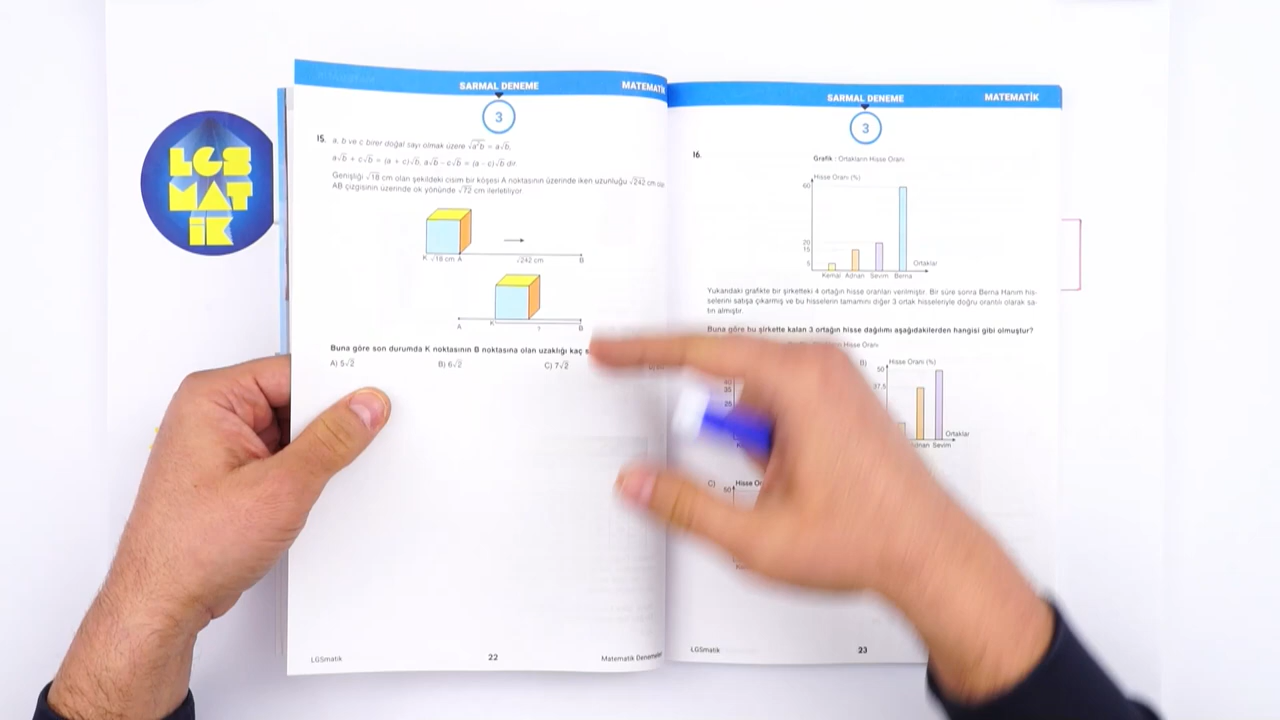 LGS
MAT
İK
SARMAL DENEME
MATEMATİK
3
15.
a, b ve c birer doğal sayı olmak üzere √a²b = a√b,
a√b + c√b = (a + c)√b, a√b − c√b = (a − c)√b dir.
Genişliği √18 cm olan şekildeki cisim bir köşesi A noktasının üzerinde iken uzunluğu √242 cm
AB çizgisinin üzerinde ok yönünde √72 cm ilerletiliyor.
K √18 cm A √242 cm B
A K B
Buna göre son durumda K noktasının B noktasına olan uzaklığı kaç
A) 5√2 B) 6√2 C) 7√2
LGSmatik
22
Matematik
SARMAL DENEME
MATEMATİK
3
16.
Grafik : Ortakların Hisse Oranı
Hisse Oranı (%)
60
20
15
5
Ortaklar
Kemal Adnan Sevim Berna
Yukarıdaki grafikte bir şirketteki 4 ortağın hisse oranları verilmiştir. Bir süre sonra Berna Hanım his-
selerini satışa çıkarmış ve bu hisselerin tamamını diğer 3 ortak hisseleriyle doğru orantılı olarak sa-
tın almıştır.
Buna göre bu şirkette kalan 3 ortağın hisse dağılımı aşağıdakilerden hangisi gibi olmuştur?
Hisse Oranı
B)
Hisse Oranı (%)
50
37,5
Ortaklar
Sevim
C)
50
Hisse
LGSmatik
23